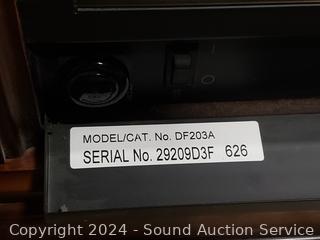 MODEL/CAT. No. DF203A
SERIAL No. 29209D3F 626
Copyright 2024 - Sound Auction Service